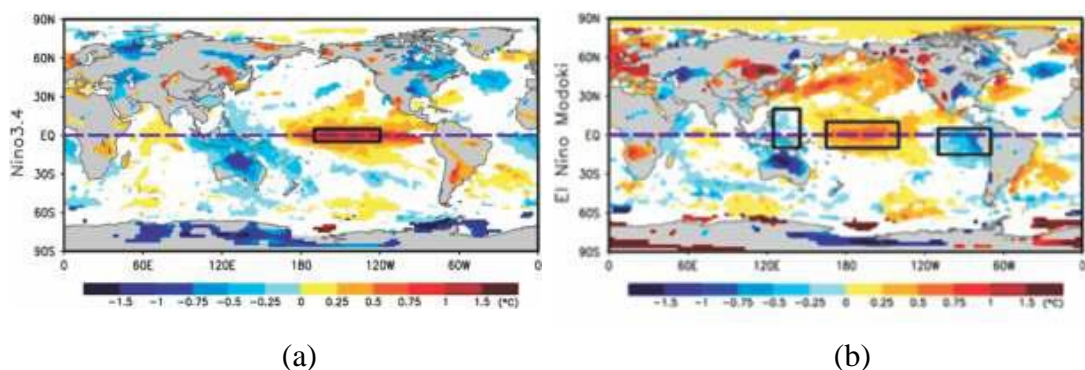 90N
60N
30N
EQ
30S
60S
90S
Nino3.4
0 60E 120E 180 120W 60W 0
−1.5 −1 −0.75 −0.5 −0.25 0 0.25 0.5 0.75 1 1.5 (°C)
(a)
90N
60N
30N
EQ
30S
60S
90S
El Nino Modoki
0 60E 120E 180 120W 60W 0
−1.5 −1 −0.75 −0.5 −0.25 0 0.25 0.5 0.75 1 1.5 (°C)
(b)